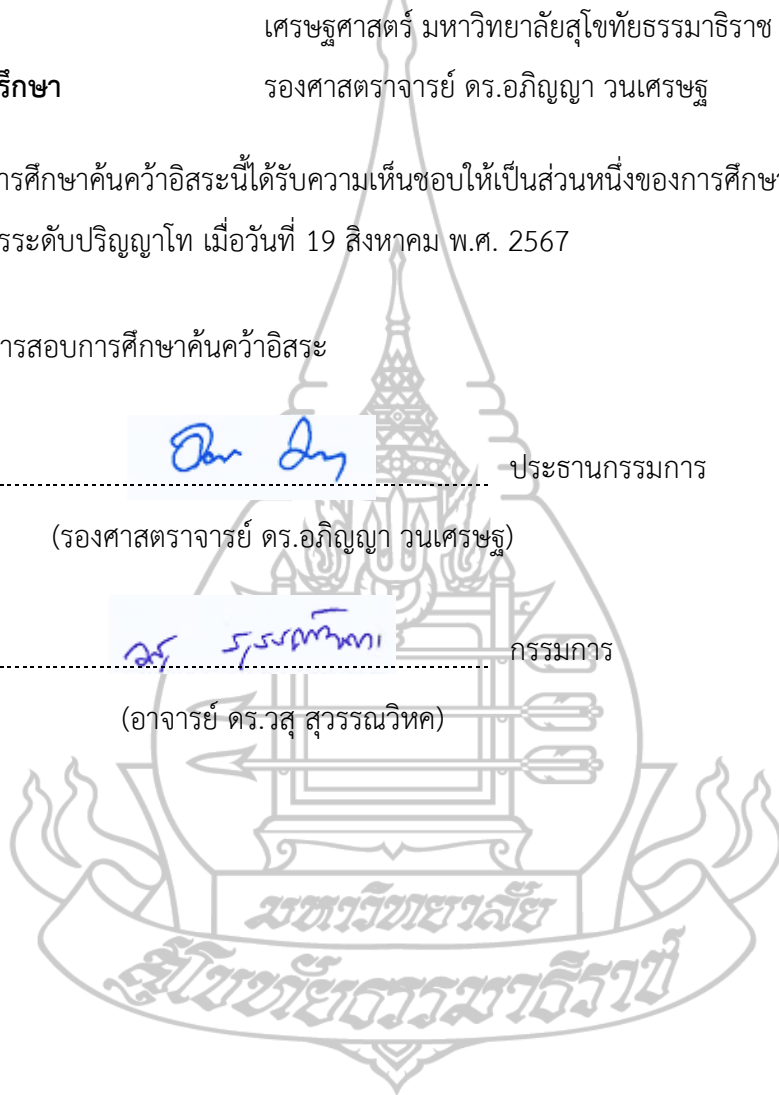 เศรษฐศาสตร์ มหาวิทยาลัยสุโขทัยธรรมาธิราช
รึกษา รองศาสตราจารย์ ดร.อภิญญา วนเศรษฐ
ารศึกษาค้นคว้าอิสระนี้ได้รับความเห็นชอบให้เป็นส่วนหนึ่งของการศึกษา
รระดับปริญญาโท เมื่อวันที่ 19 สิงหาคม พ.ศ. 2567
ารสอบการศึกษาค้นคว้าอิสระ
ประธานกรรมการ
(รองศาสตราจารย์ ดร.อภิญญา วนเศรษฐ)
กรรมการ
(อาจารย์ ดร.วสุ สุวรรณวิหค)
มหาวิทยาลัย
สุโขทัยธรรมาธิราช